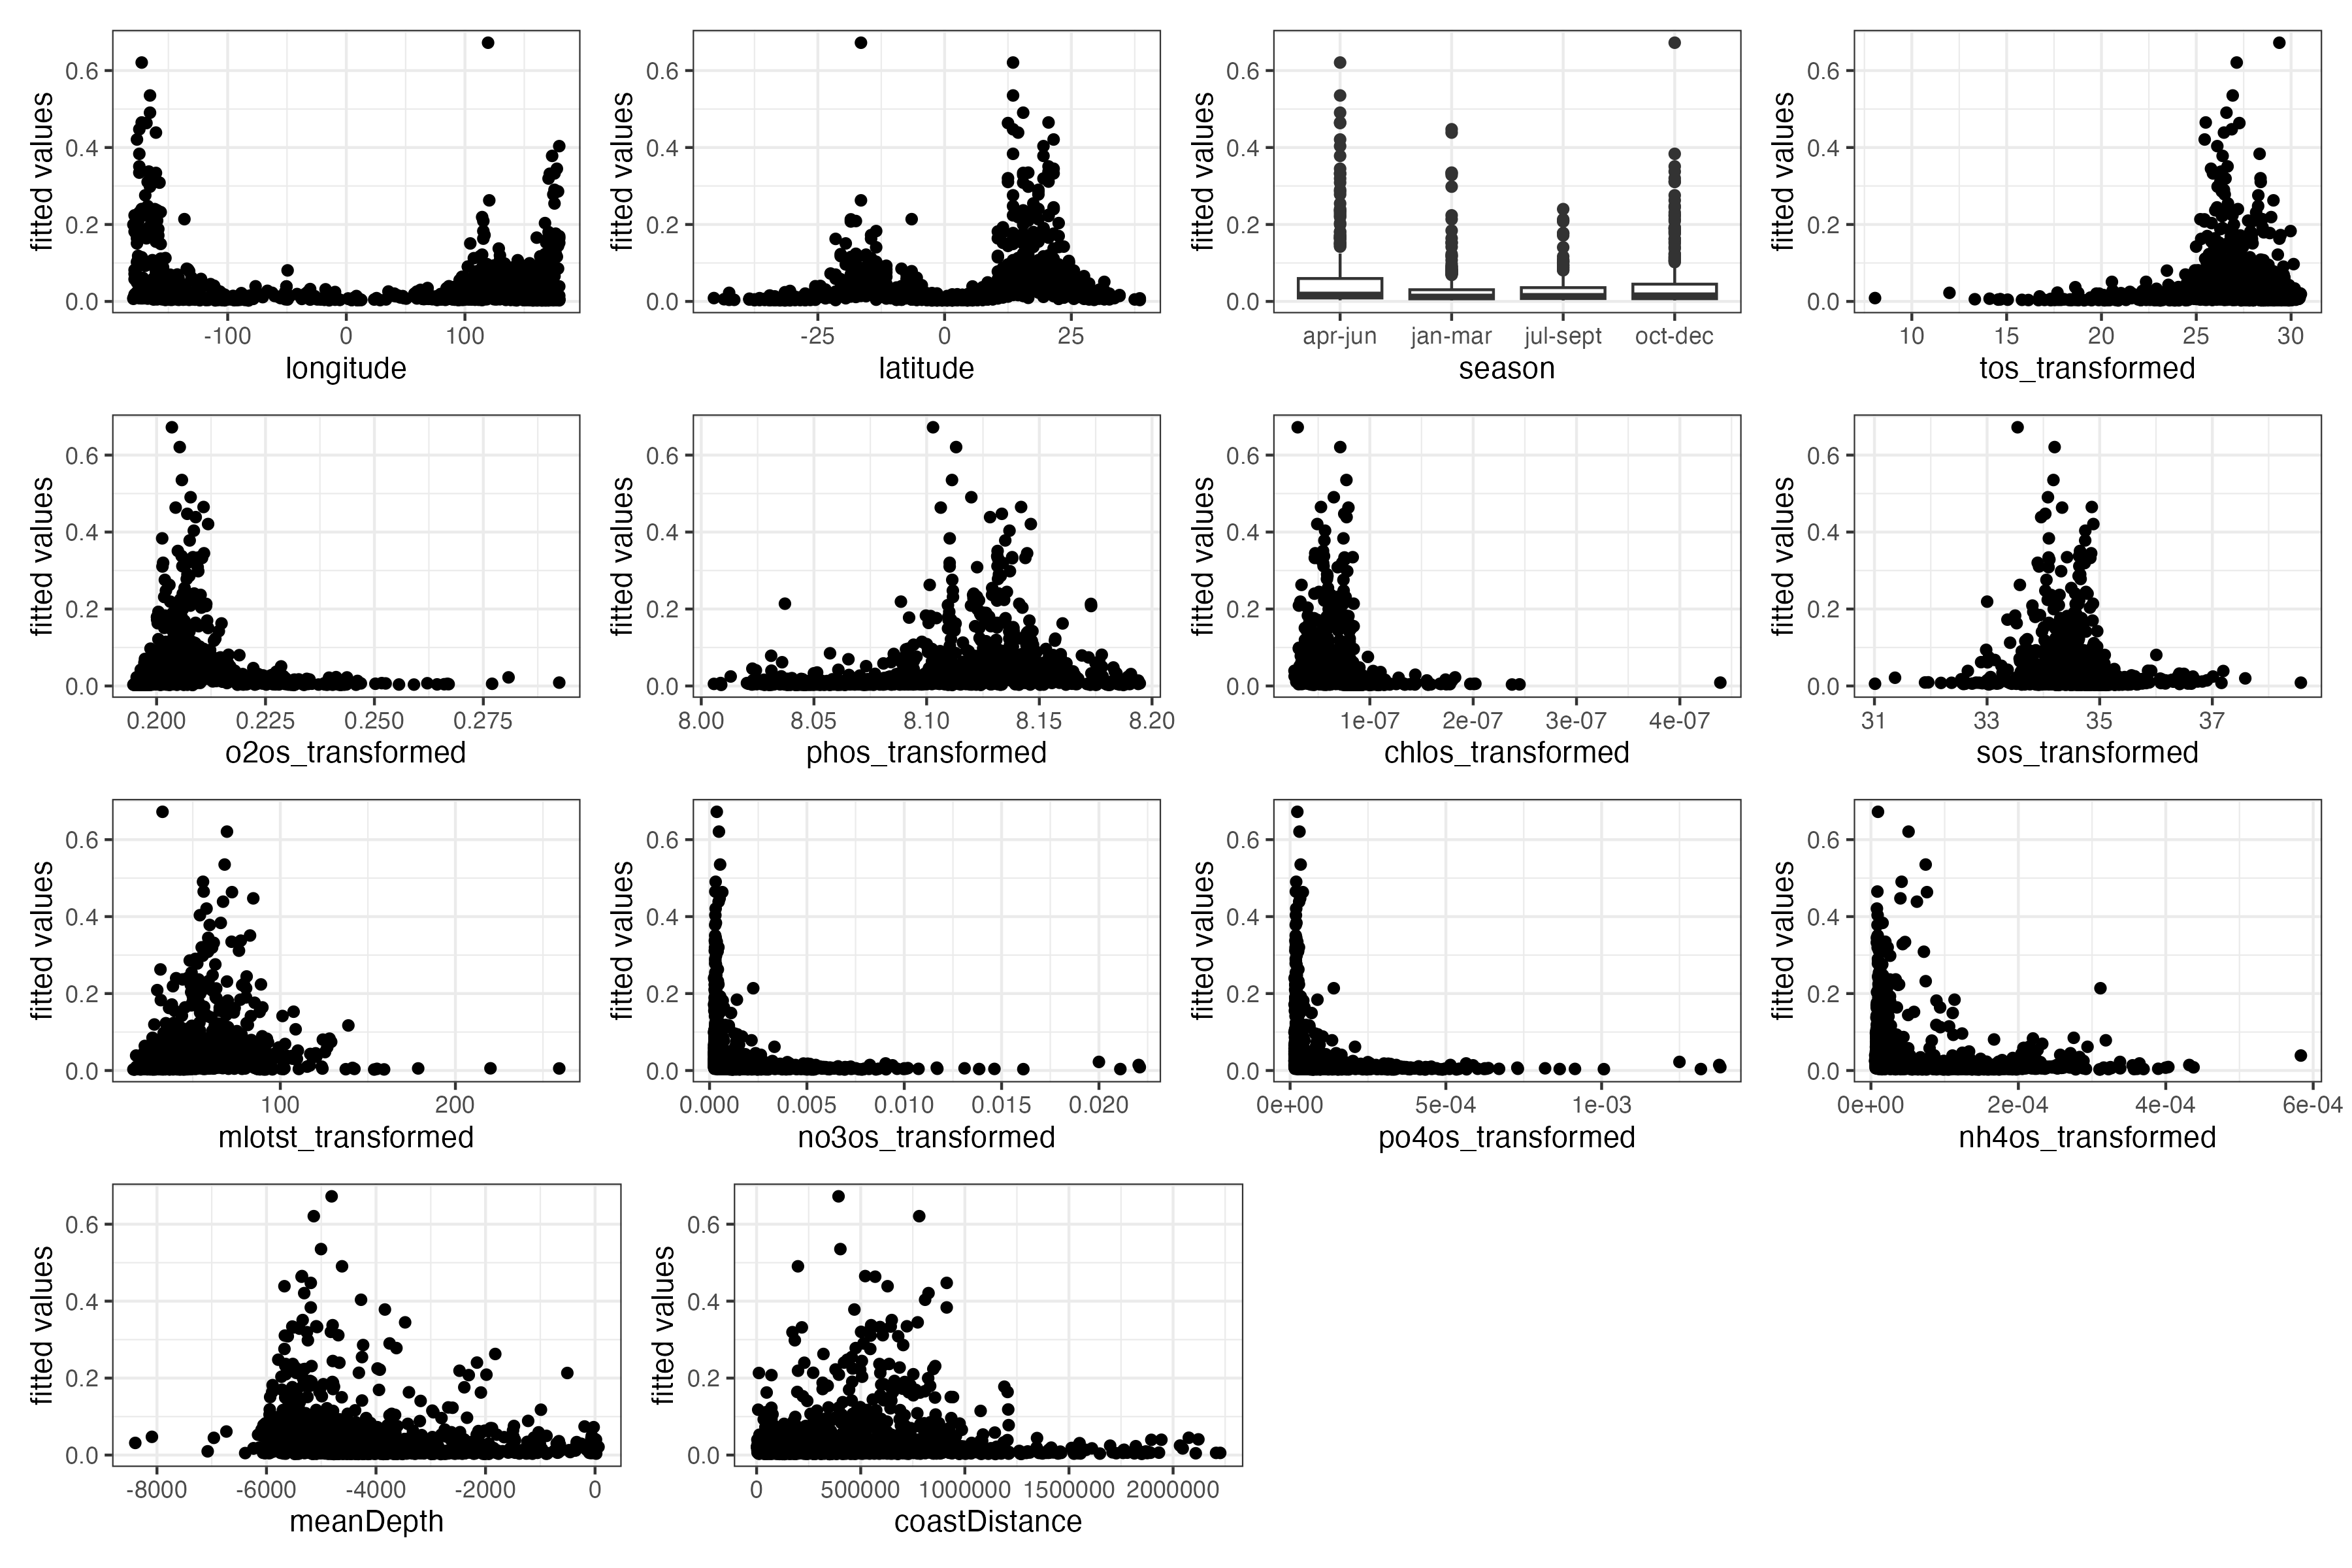 0.6
0.4
0.2
0.0
fitted values
-100 0 100
longitude
0.6
0.4
0.2
0.0
fitted values
-25 0 25
latitude
0.6
0.4
0.2
0.0
fitted values
apr-jun jan-mar jul-sept oct-dec
season
0.6
0.4
0.2
0.0
fitted values
10 15 20 25 30
tos_transformed
0.6
0.4
0.2
0.0
fitted values
0.200 0.225 0.250 0.275
o2os_transformed
0.6
0.4
0.2
0.0
fitted values
8.00 8.05 8.10 8.15 8.20
phos_transformed
0.6
0.4
0.2
0.0
fitted values
1e-07 2e-07 3e-07 4e-07
chlos_transformed
0.6
0.4
0.2
0.0
fitted values
31 33 35 37
sos_transformed
0.6
0.4
0.2
0.0
fitted values
100 200
mlotst_transformed
0.6
0.4
0.2
0.0
fitted values
0.000 0.005 0.010 0.015 0.020
no3os_transformed
0.6
0.4
0.2
0.0
fitted values
0e+00 5e-04 1e-03
po4os_transformed
0.6
0.4
0.2
0.0
fitted values
0e+00 2e-04 4e-04 6e-04
nh4os_transformed
0.6
0.4
0.2
0.0
fitted values
-8000 -6000 -4000 -2000 0
meanDepth
0.6
0.4
0.2
0.0
fitted values
0 500000 1000000 1500000 2000000
coastDistance